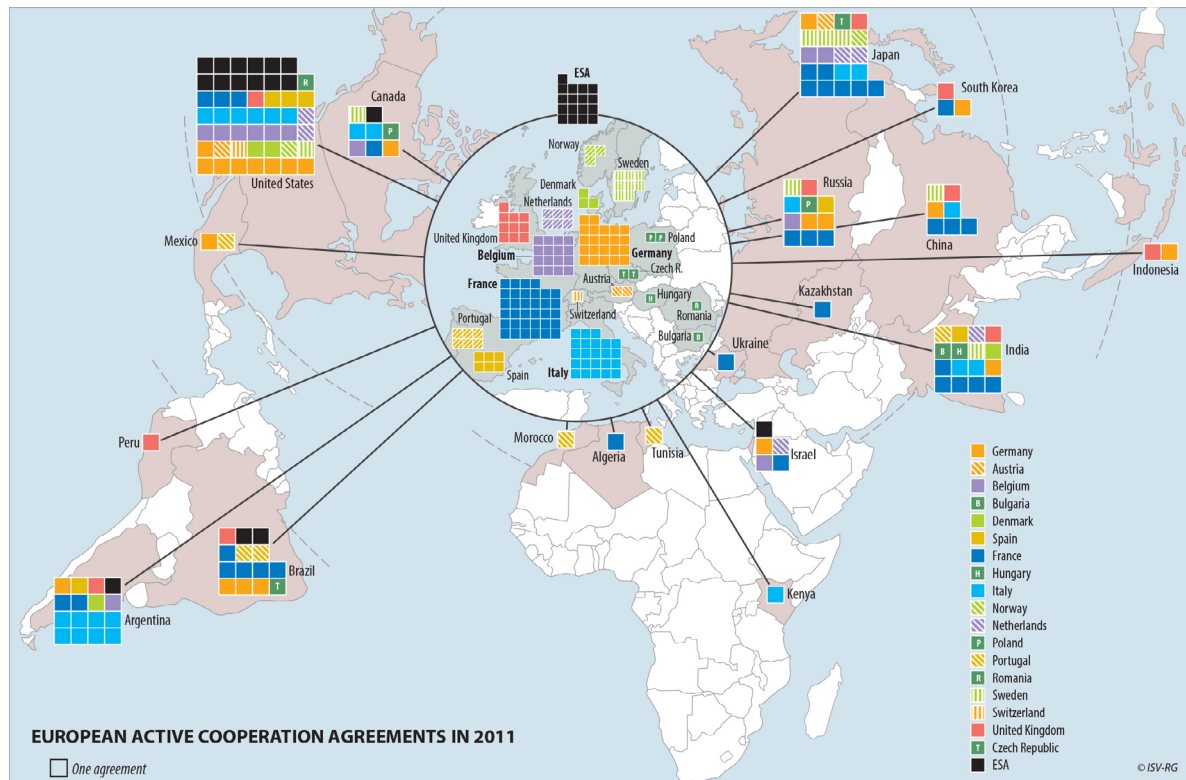 ESA
Canada
Japan
South Korea
United States
Norway
Sweden
Denmark
Netherlands
United Kingdom
Belgium
Germany
Poland
Czech R.
Austria
France
Hungary
Switzerland
Romania
Portugal
Bulgaria
Spain
Italy
Mexico
Russia
China
Indonesia
Kazakhstan
Ukraine
India
Peru
Morocco
Algeria
Tunisia
Israel
Brazil
Argentina
Kenya
R
P
T
P
P P
T T
H
R
B
B H
T
Germany
Austria
Belgium
B Bulgaria
Denmark
Spain
France
H Hungary
Italy
Norway
Netherlands
P Poland
Portugal
R Romania
Sweden
Switzerland
United Kingdom
T Czech Republic
ESA
EUROPEAN ACTIVE COOPERATION AGREEMENTS IN 2011
One agreement
© ISV-RG